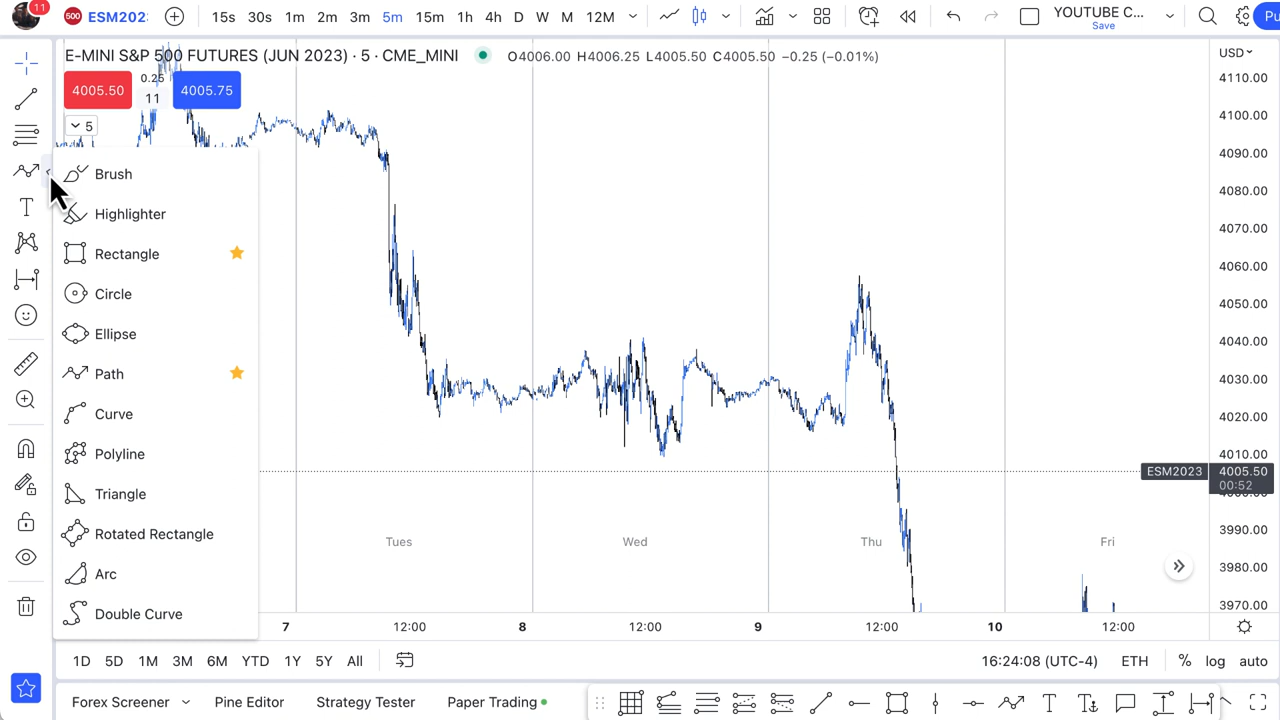 11
500 ESM202
15s 30s 1m 2m 3m 5m 15m 1h 4h D W M 12M
YOUTUBE C...
Save
Pu
E-MINI S&P 500 FUTURES (JUN 2023) · 5 · CME_MINI
O4006.00 H4006.25 L4005.50 C4005.50 −0.25 (−0.01%)
USD
4005.50
0.25
11
4005.75
5
Brush
Highlighter
Rectangle
Circle
Ellipse
Path
Curve
Polyline
Triangle
Rotated Rectangle
Arc
Double Curve
T
4110.00
4100.00
4090.00
4080.00
4070.00
4060.00
4050.00
4040.00
4030.00
4020.00
4010.00
ESM2023 4005.50
00:52
4000.00
3990.00
3980.00
3970.00
Tues Wed Thu Fri
7 12:00 8 12:00 9 12:00 10 12:00
1D 5D 1M 3M 6M YTD 1Y 5Y All
16:24:08 (UTC-4) ETH % log auto
Forex Screener Pine Editor Strategy Tester Paper Trading